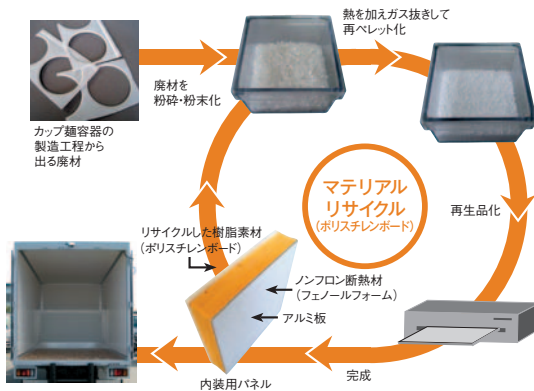 熱を加えガス抜きして
再ペレット化
廃材を
粉砕・粉末化
カップ麺容器の
製造工程から
出る廃材
マテリアル
リサイクル
(ポリスチレンボード)
再生品化
リサイクルした樹脂素材
(ポリスチレンボード)
ノンフロン断熱材
(フェノールフォーム)
アルミ板
完成
内装用パネル